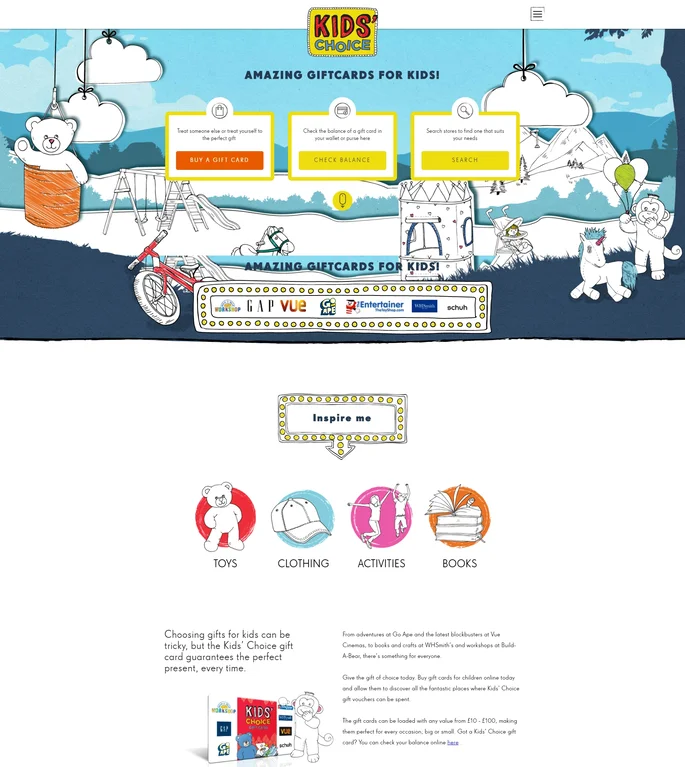 KIDS'
CHOICE
AMAZING GIFTCARDS FOR KIDS!
Treat someone else or treat yourself to
the perfect gift
BUY A GIFT CARD
Check the balance of a gift card in
your wallet or purse here
CHECK BALANCE
Search stores to find one that suits
your needs
SEARCH
AMAZING GIFTCARDS FOR KIDS!
WORKSHOP
GAP
VUE
GO
APE
THE Entertainer
TheToyShop.com
WHSmith
schuh
Inspire me
TOYS
CLOTHING
ACTIVITIES
BOOKS
Choosing gifts for kids can be
tricky, but the Kids' Choice gift
card guarantees the perfect
present, every time.
From adventures at Go Ape and the latest blockbusters at Vue
Cinemas, to books and crafts at WHSmith's and workshops at Build-
A-Bear, there's something for everyone.
Give the gift of choice today. Buy gift cards for children online today
and allow them to discover all the fantastic places where Kids' Choice
gift vouchers can be spent.
The gift cards can be loaded with any value from £10 - £100, making
them perfect for every occasion, big or small. Got a Kids' Choice gift
card? You can check your balance online here
WORKSHOP
GAP
KIDS'
CHOICE
VUE
schuh